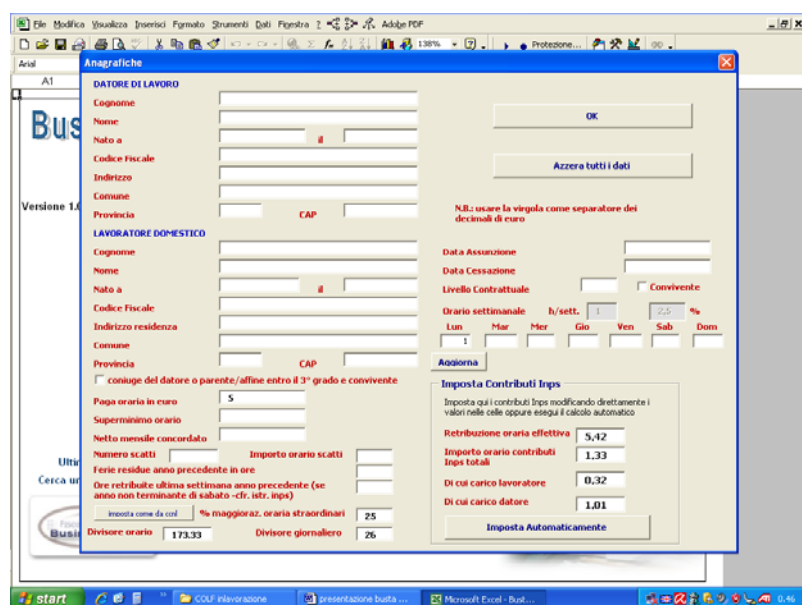 File Modifica Visualizza Inserisci Formato Strumenti Dati Finestra ? Adobe PDF
138% Protezione...
Arial
A1
Anagrafiche
Bus
Versione 1.0
Ultir
Cerca ur
Busin
DATORE DI LAVORO
Cognome
Nome
Nato a il
Codice Fiscale
Indirizzo
Comune
Provincia CAP
LAVORATORE DOMESTICO
Cognome
Nome
Nato a il
Codice Fiscale
Indirizzo residenza
Comune
Provincia CAP
coniuge del datore o parente/affine entro il 3° grado e convivente
Paga oraria in euro 5
Superminimo orario
Netto mensile concordato
Numero scatti Importo orario scatti
Ferie residue anno precedente in ore
Ore retribuite ultima settimana anno precedente (se
anno non terminante di sabato -cfr. istr. inps)
imposta come da ccnl % maggioraz. oraria straordinari 25
Divisore orario 173.33 Divisore giornaliero 26
OK
Azzera tutti i dati
N.B.: usare la virgola come separatore dei
decimali di euro
Data Assunzione
Data Cessazione
Livello Contrattuale Convivente
Orario settimanale h/sett. 1 2,5 %
Lun Mar Mer Gio Ven Sab Dom
1
Aggiorna
Imposta Contributi Inps
Imposta qui i contributi Inps modificando direttamente i
valori nelle celle oppure esegui il calcolo automatico
Retribuzione oraria effettiva 5,42
Importo orario contributi
Inps totali 1,33
Di cui carico lavoratore 0,32
Di cui carico datore 1,01
Imposta Automaticamente
start COLF inlavorazione presentazione busta ... Microsoft Excel - Bust... 0.46